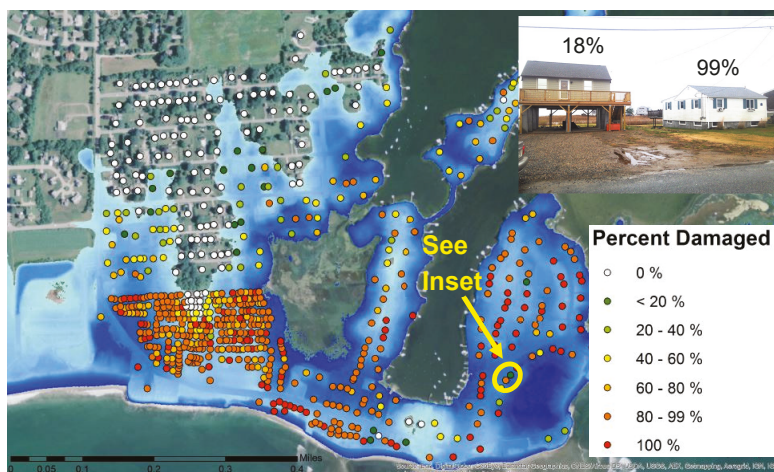 18%
99%
See
Inset
Percent Damaged
0 %
< 20 %
20 - 40 %
40 - 60 %
60 - 80 %
80 - 99 %
100 %
Miles
0 0.05 0.1 0.2 0.3 0.4